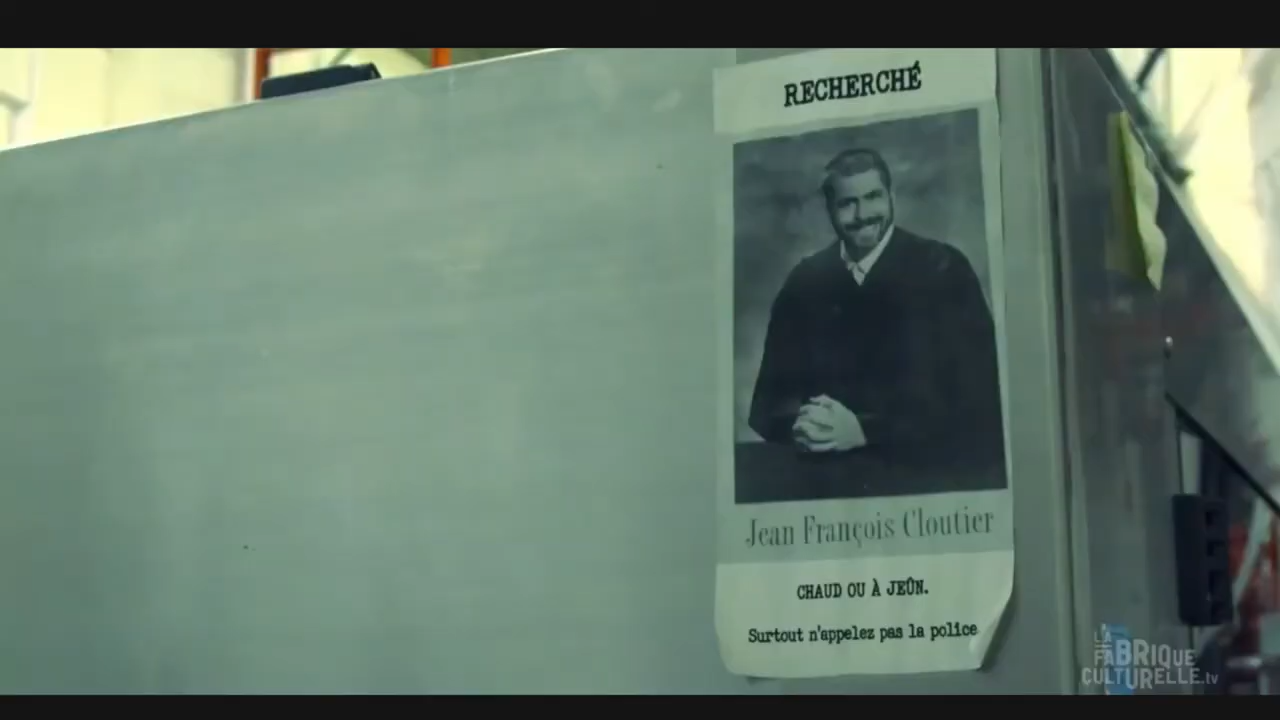 RECHERCHÉ
Jean François Cloutier
CHAUD OU À JEÛN.
Surtout n'appelez pas la police
LA
FABRIQUE
CULTURELLE.tv